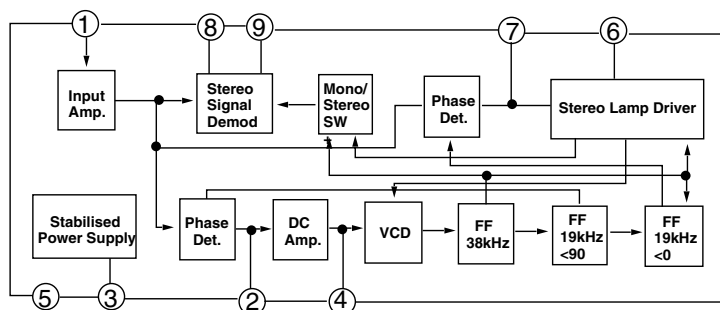 1
8
9
7
6
Input
Amp.
Stereo
Signal
Demod
Mono/
Stereo
SW
Phase
Det.
Stereo Lamp Driver
Stabilised
Power Supply
Phase
Det.
DC
Amp.
VCD
FF
38kHz
FF
19kHz
<90
FF
19kHz
<0
5
3
2
4